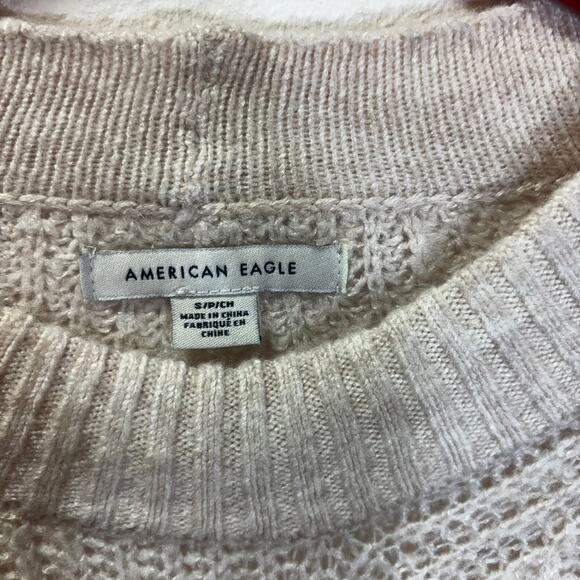 AMERICAN EAGLE
S/P/CH
MADE IN CHINA
FABRIQUÉ EN
CHINE